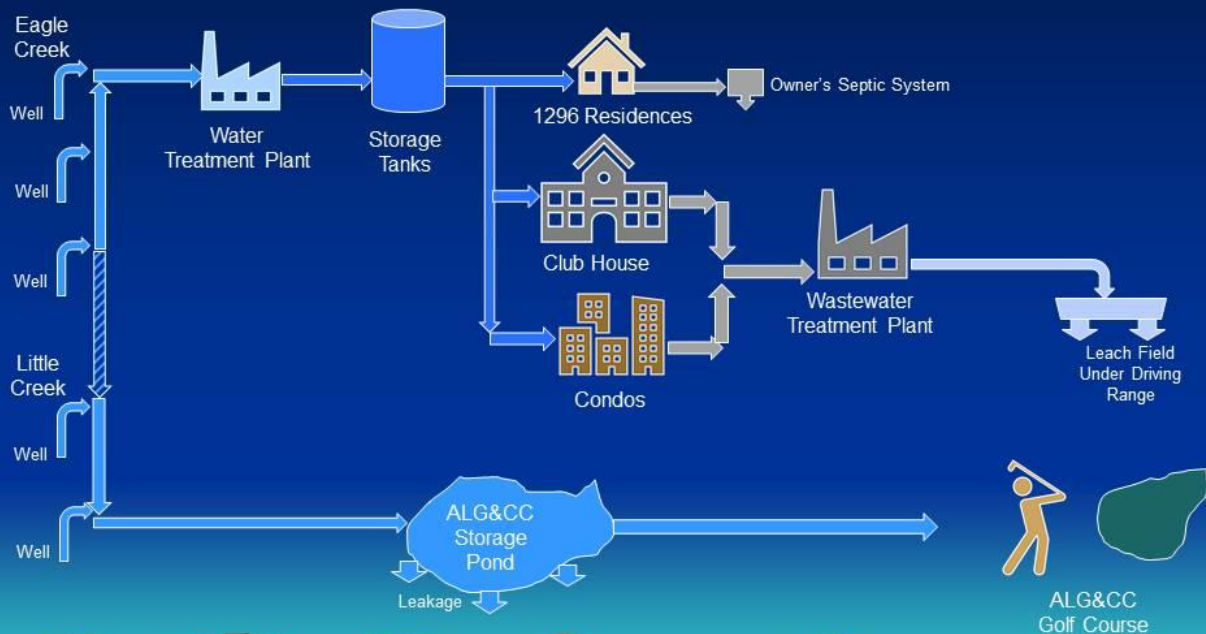 Eagle
Creek
Well
Well
Well
Little
Creek
Well
Well
Water
Treatment Plant
Storage
Tanks
1296 Residences
Owner's Septic System
Club House
Condos
Wastewater
Treatment Plant
Leach Field
Under Driving
Range
ALG&CC
Storage
Pond
Leakage
ALG&CC
Golf Course